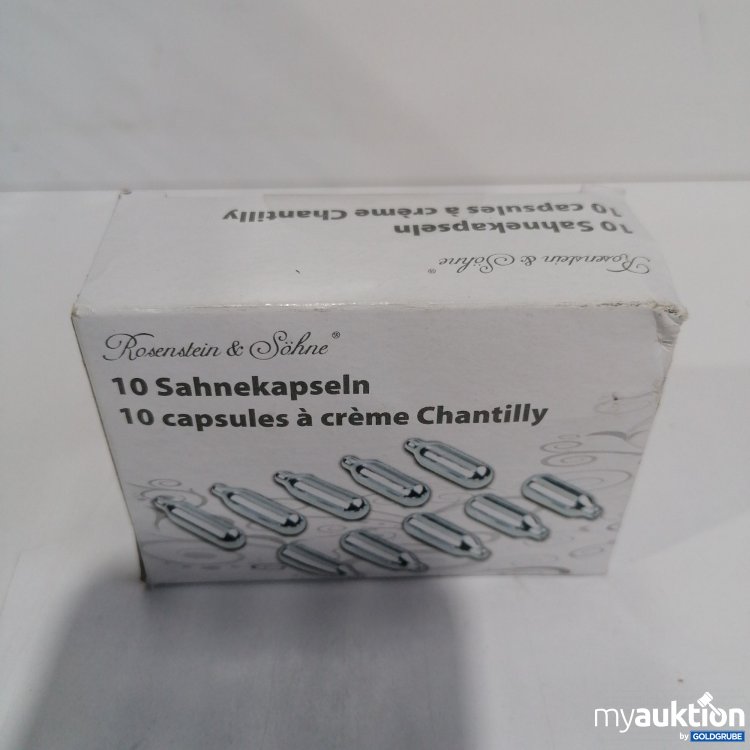 10 capsules à crème Chantilly
10 Sahnekapseln
Rosenstein & Söhne®
Rosenstein & Söhne®
10 Sahnekapseln
10 capsules à crème Chantilly
myauktion
by GOLDGRUBE